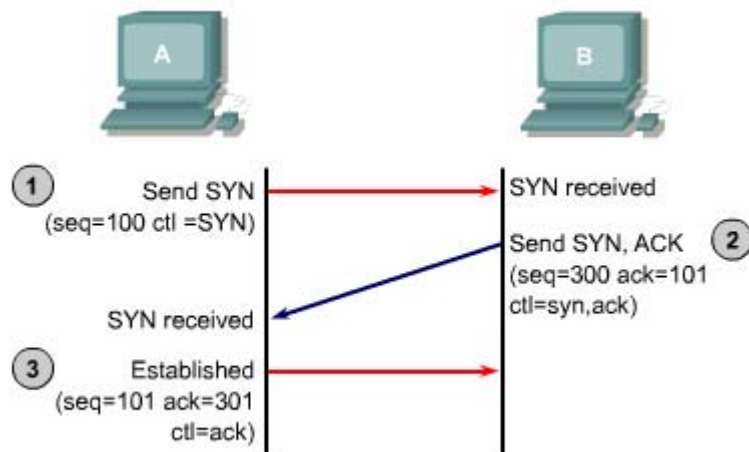 A
B
1
Send SYN
(seq=100 ctl =SYN)
SYN received
Send SYN, ACK
2
(seq=300 ack=101
ctl=syn,ack)
SYN received
3
Established
(seq=101 ack=301
ctl=ack)